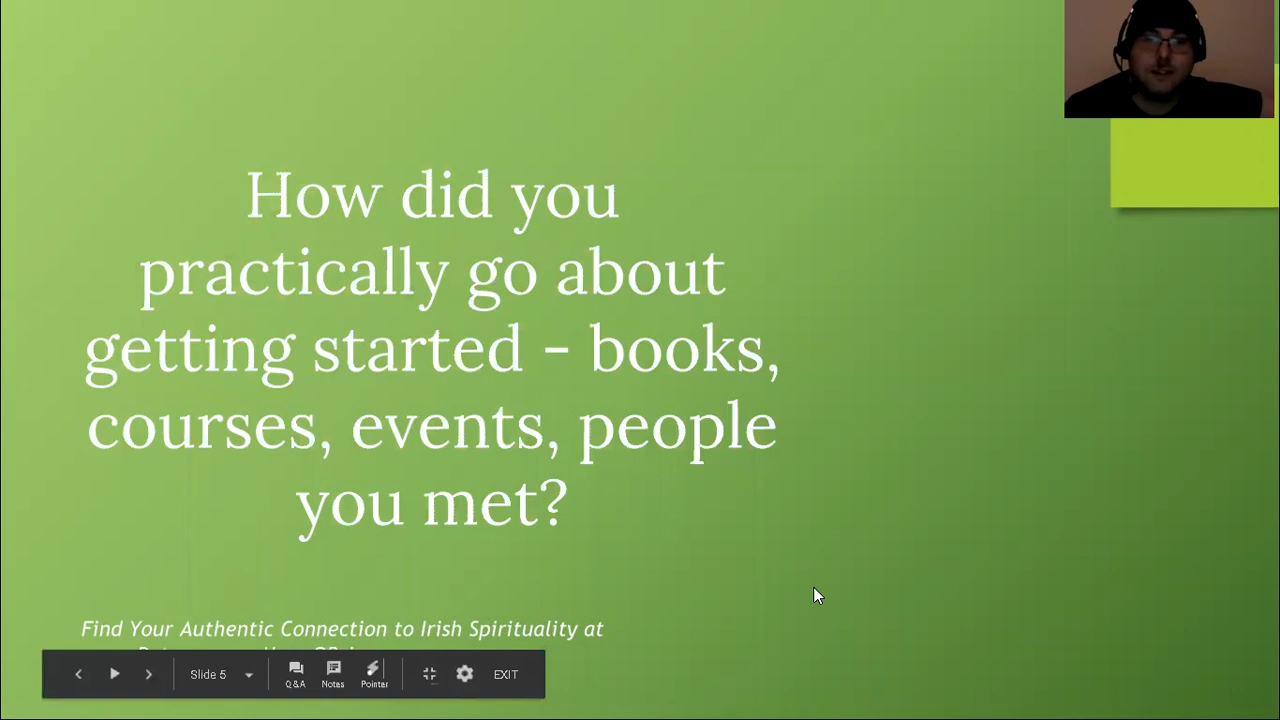 How did you
practically go about
getting started - books,
courses, events, people
you met?
Find Your Authentic Connection to Irish Spirituality at
Slide 5
Q&A
Notes
Pointer
EXIT